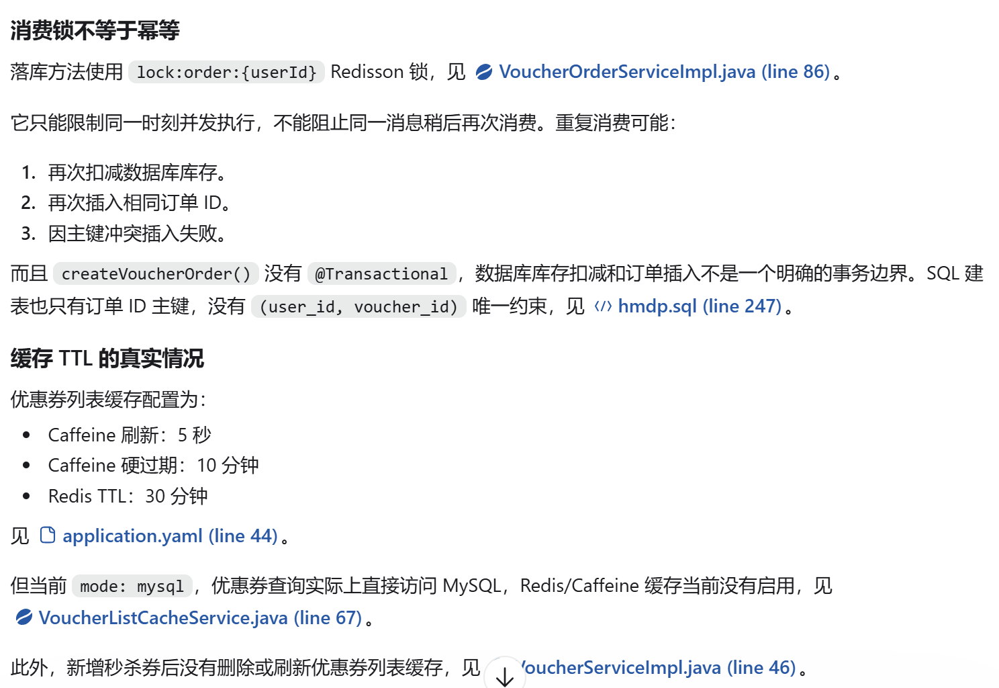 消费锁不等于幂等
落库方法使用 lock:order:{userId} Redisson 锁，见 VoucherOrderServiceImpl.java (line 86)。
它只能限制同一时刻并发执行，不能阻止同一消息稍后再次消费。重复消费可能：
1. 再次扣减数据库库存。
2. 再次插入相同订单 ID。
3. 因主键冲突插入失败。
而且 createVoucherOrder() 没有 @Transactional，数据库库存扣减和订单插入不是一个明确的事务边界。SQL 建
表也只有订单 ID 主键，没有 (user_id, voucher_id) 唯一约束，见 </> hmdp.sql (line 247)。
缓存 TTL 的真实情况
优惠券列表缓存配置为：
• Caffeine 刷新：5 秒
• Caffeine 硬过期：10 分钟
• Redis TTL：30 分钟
见 application.yaml (line 44)。
但当前 mode: mysql，优惠券查询实际上直接访问 MySQL，Redis/Caffeine 缓存当前没有启用，见
VoucherListCacheService.java (line 67)。
此外，新增秒杀券后没有删除或刷新优惠券列表缓存，见 VoucherServiceImpl.java (line 46)。